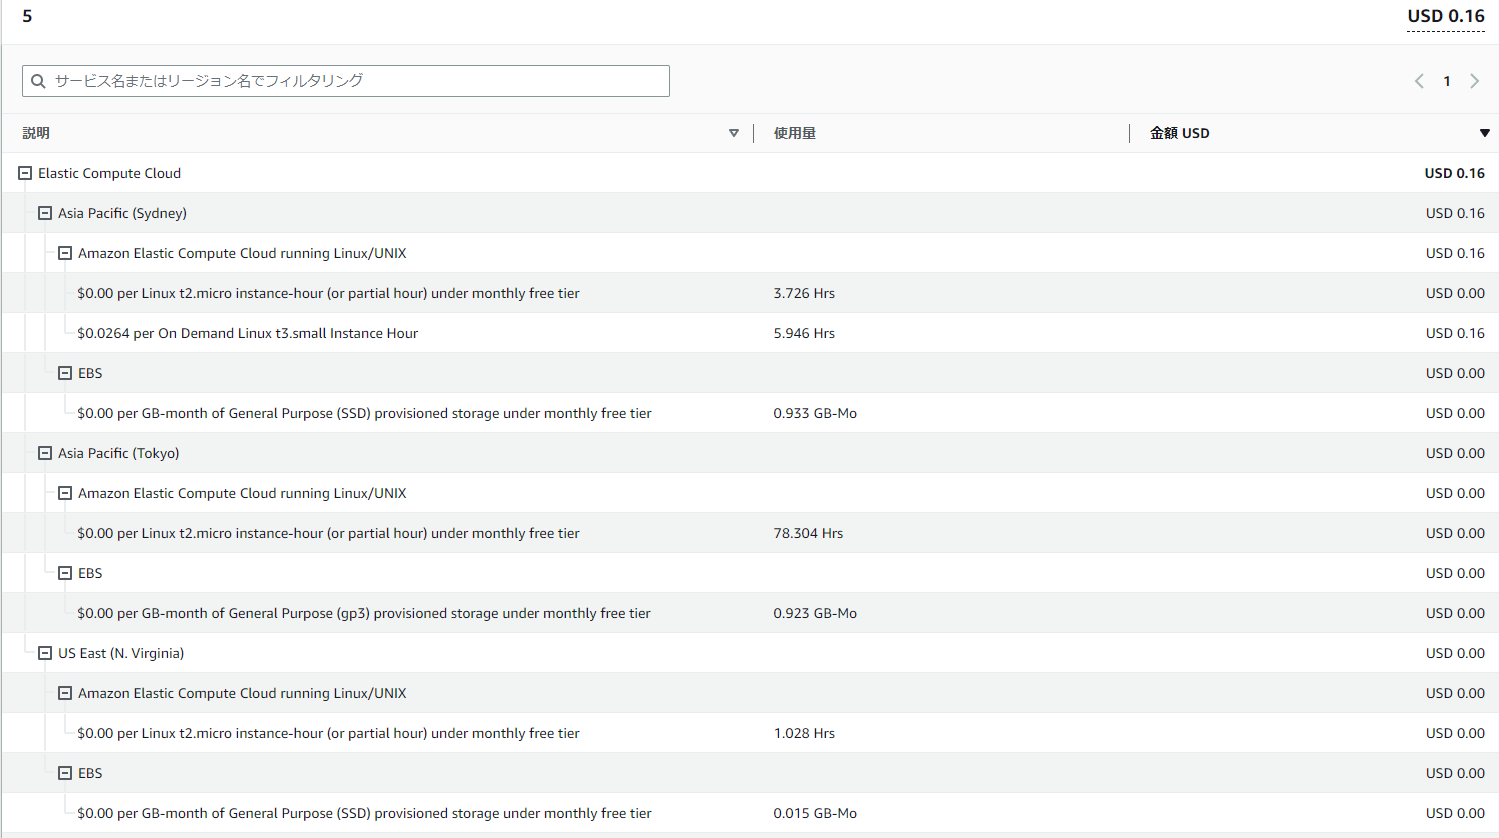 5 USD 0.16
サービス名またはリージョン名でフィルタリング 1
説明 使用量 金額 USD
Elastic Compute Cloud USD 0.16
Asia Pacific (Sydney) USD 0.16
Amazon Elastic Compute Cloud running Linux/UNIX USD 0.16
$0.00 per Linux t2.micro instance-hour (or partial hour) under monthly free tier 3.726 Hrs USD 0.00
$0.0264 per On Demand Linux t3.small Instance Hour 5.946 Hrs USD 0.16
EBS USD 0.00
$0.00 per GB-month of General Purpose (SSD) provisioned storage under monthly free tier 0.933 GB-Mo USD 0.00
Asia Pacific (Tokyo) USD 0.00
Amazon Elastic Compute Cloud running Linux/UNIX USD 0.00
$0.00 per Linux t2.micro instance-hour (or partial hour) under monthly free tier 78.304 Hrs USD 0.00
EBS USD 0.00
$0.00 per GB-month of General Purpose (gp3) provisioned storage under monthly free tier 0.923 GB-Mo USD 0.00
US East (N. Virginia) USD 0.00
Amazon Elastic Compute Cloud running Linux/UNIX USD 0.00
$0.00 per Linux t2.micro instance-hour (or partial hour) under monthly free tier 1.028 Hrs USD 0.00
EBS USD 0.00
$0.00 per GB-month of General Purpose (SSD) provisioned storage under monthly free tier 0.015 GB-Mo USD 0.00